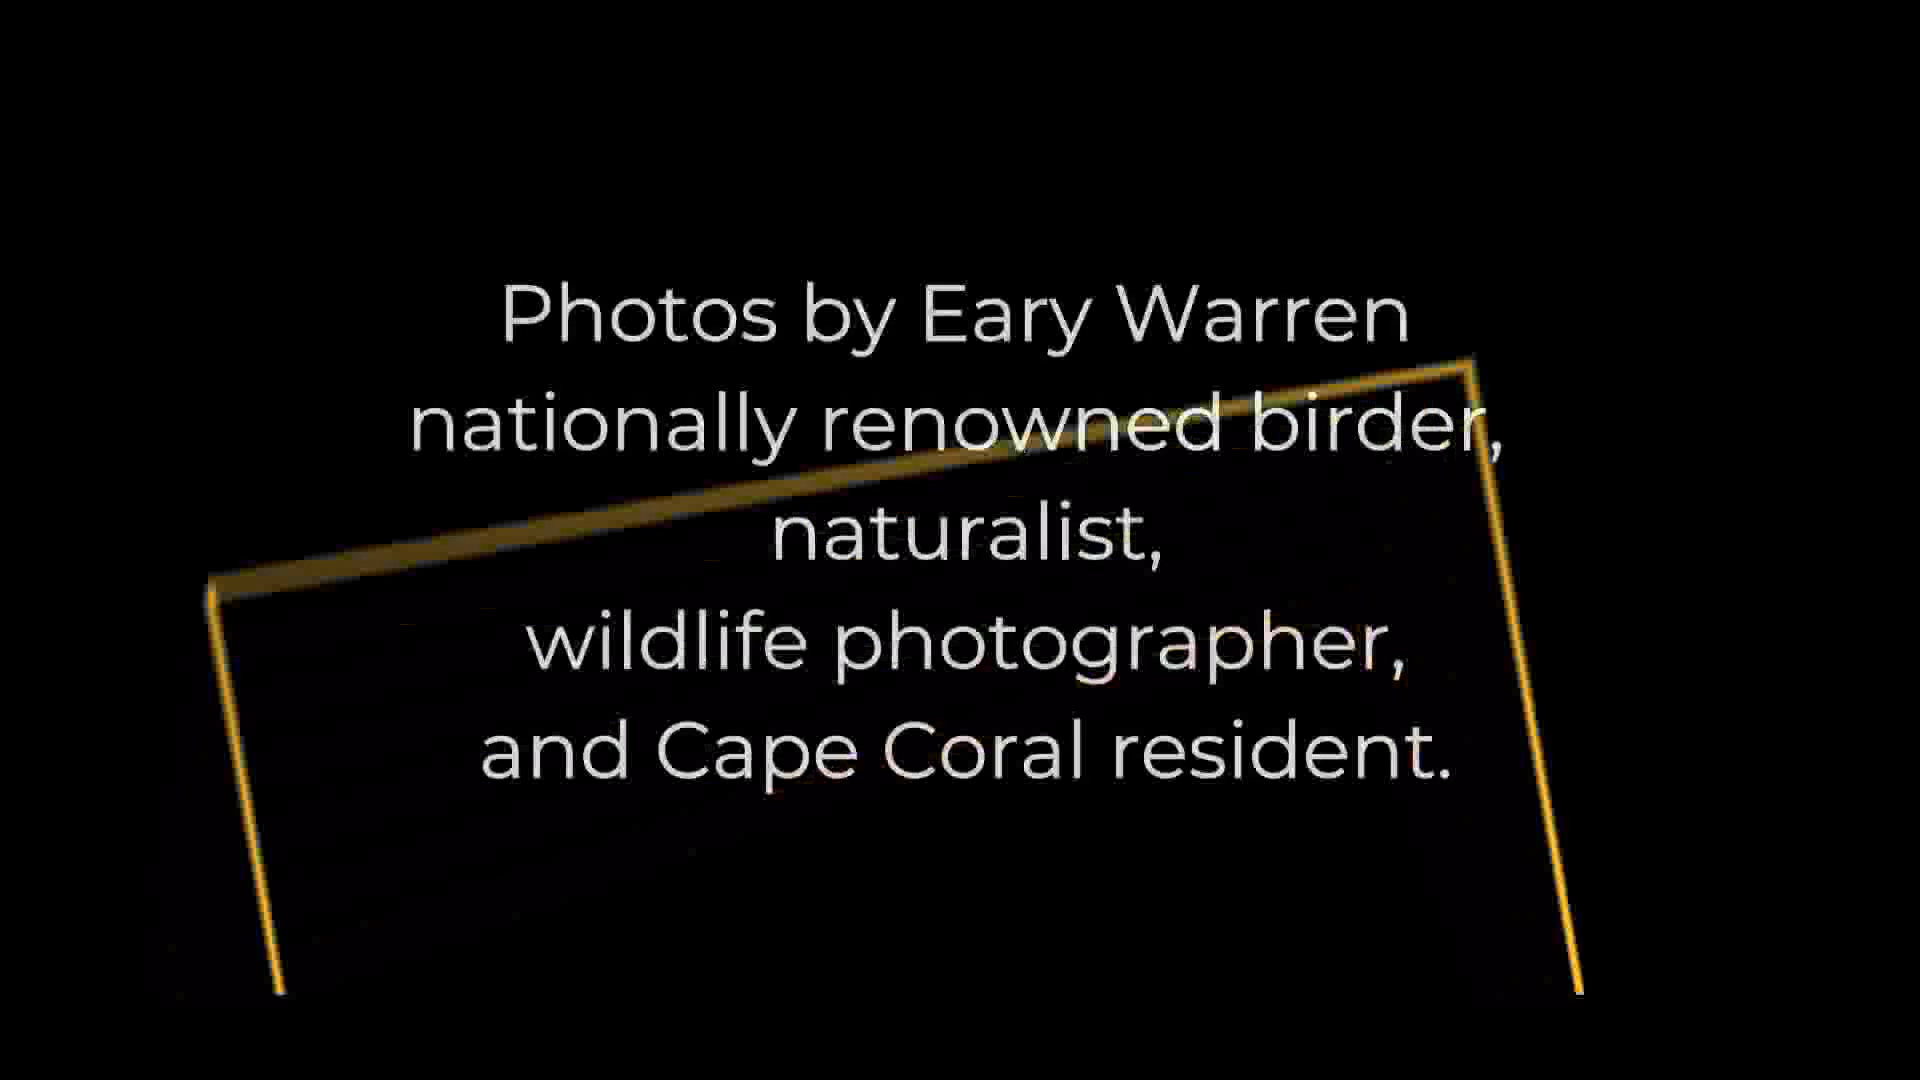 Photos by Eary Warren
nationally renowned birder,
naturalist,
wildlife photographer,
and Cape Coral resident.